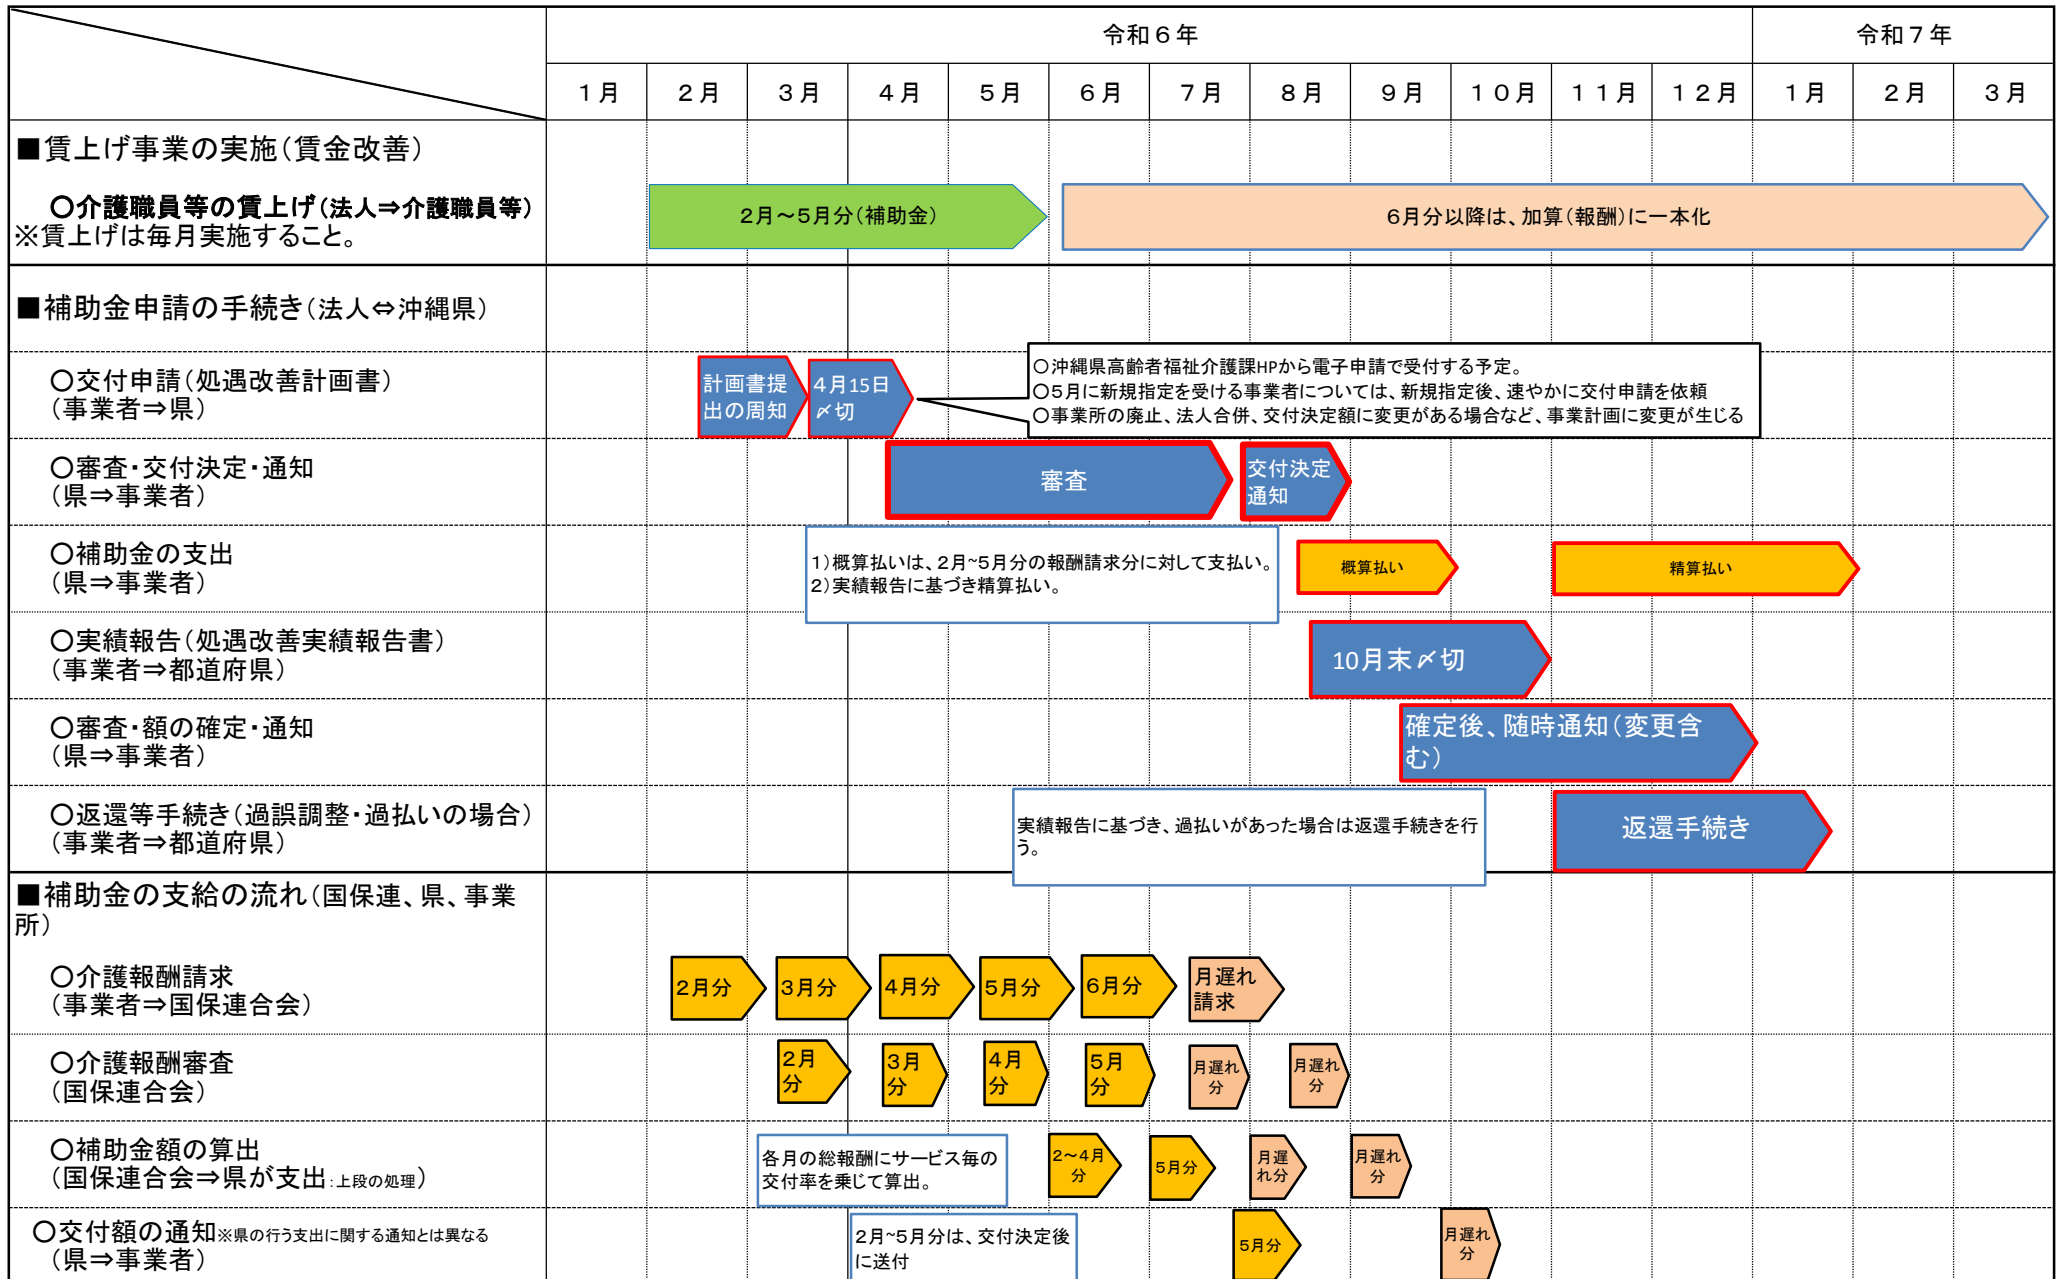 令和６年
令和７年
１月
２月
３月
４月
５月
６月
７月
８月
９月
１０月
１１月
１２月
１月
２月
３月
■賃上げ事業の実施（賃金改善）
○介護職員等の賃上げ（法人⇒介護職員等）
※賃上げは毎月実施すること。
２月～５月分（補助金）
６月分以降は、加算（報酬）に一本化
■補助金申請の手続き（法人⇔沖縄県）
○交付申請（処遇改善計画書）
（事業者⇒県）
計画書提
出の周知
４月15日
〆切
○沖縄県高齢者福祉介護課HPから電子申請で受付する予定。
○５月に新規指定を受ける事業者については、新規指定後、速やかに交付申請を依頼
○事業所の廃止、法人合併、交付決定額に変更がある場合など、事業計画に変更が生じる
○審査・交付決定・通知
（県⇒事業者）
審査
交付決定
通知
○補助金の支出
（県⇒事業者）
１）概算払いは、２月~５月分の報酬請求分に対して支払い。
２）実績報告に基づき精算払い。
概算払い
精算払い
○実績報告（処遇改善実績報告書）
（事業者⇒都道府県）
10月末〆切
○審査・額の確定・通知
（県⇒事業者）
確定後、随時通知（変更含
む）
○返還等手続き（過誤調整・過払いの場合）
（事業者⇒都道府県）
実績報告に基づき、過払いがあった場合は返還手続きを行
う。
返還手続き
■補助金の支給の流れ（国保連、県、事業
所）
○介護報酬請求
（事業者⇒国保連合会）
２月分
３月分
４月分
５月分
６月分
月遅れ
請求
○介護報酬審査
（国保連合会）
２月
分
３月
分
４月
分
５月
分
月遅れ
分
月遅れ
分
○補助金額の算出
（国保連合会⇒県が支出：上段の処理）
各月の総報酬にサービス毎の
交付率を乗じて算出。
２～４月
分
５月分
月遅
れ分
月遅れ
分
○交付額の通知※県の行う支出に関する通知とは異なる
（県⇒事業者）
２月~５月分は、交付決定後
に送付
５月分
月遅れ
分